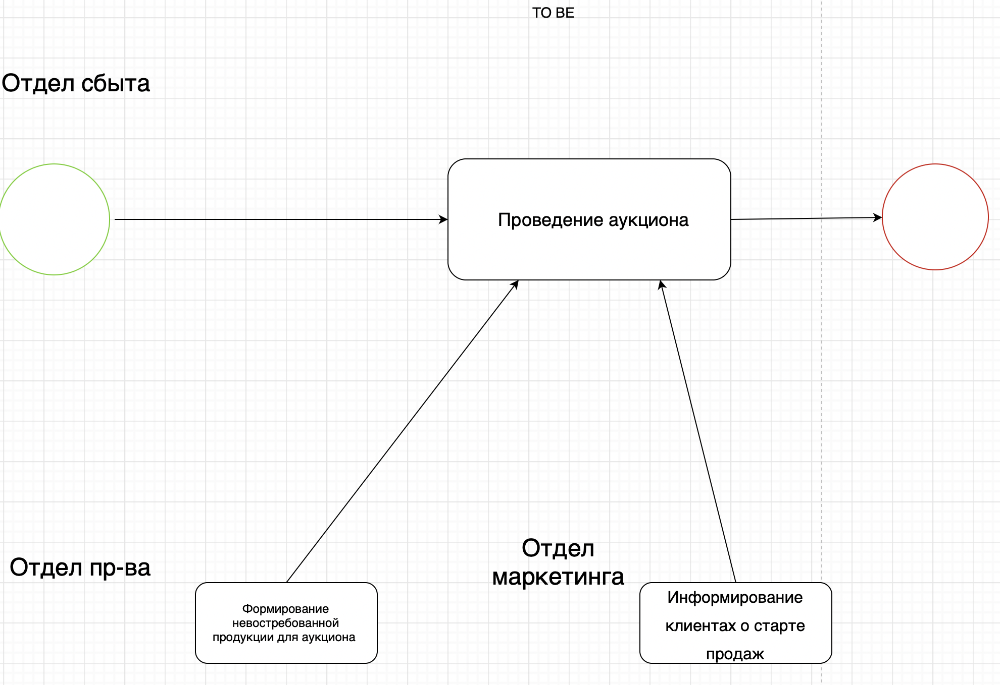 TO BE
Отдел сбыта
Проведение аукциона
Отдел пр-ва
Формирование
невостребованной
продукции для аукциона
Отдел
маркетинга
Информирование
клиентах о старте
продаж